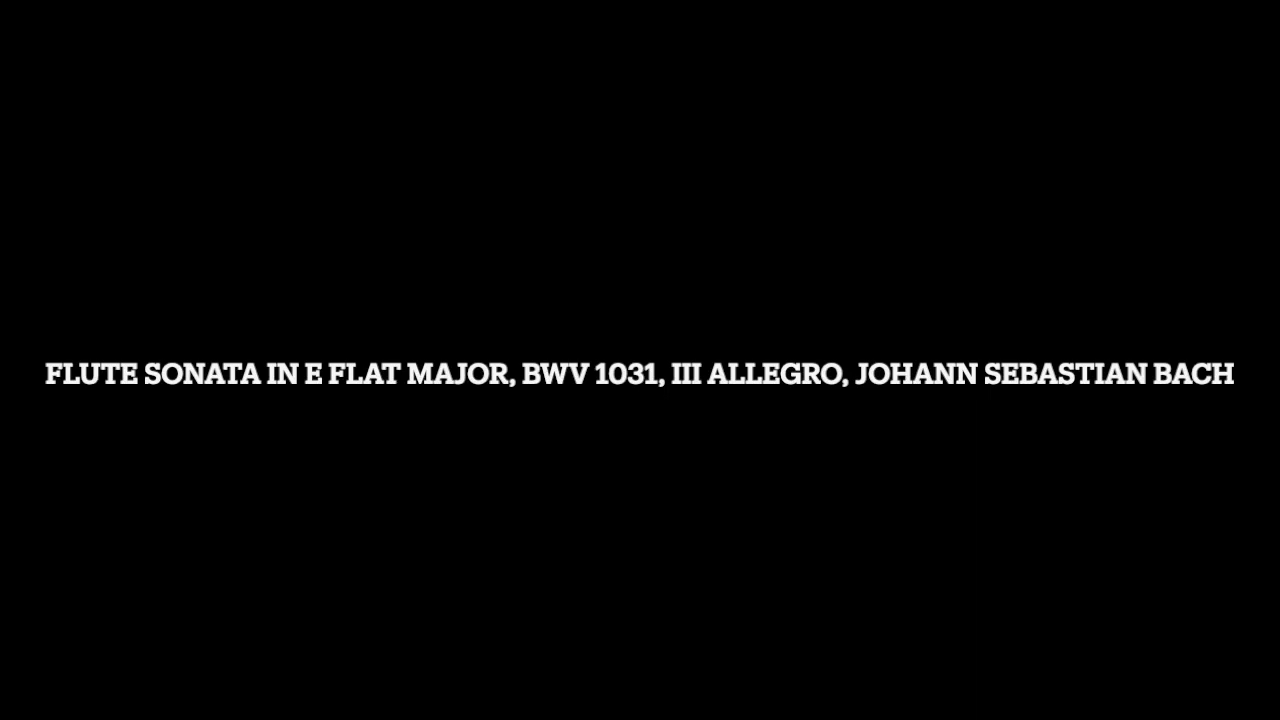 FLUTE SONATA IN E FLAT MAJOR, BWV 1031, III ALLEGRO, JOHANN SEBASTIAN BACH